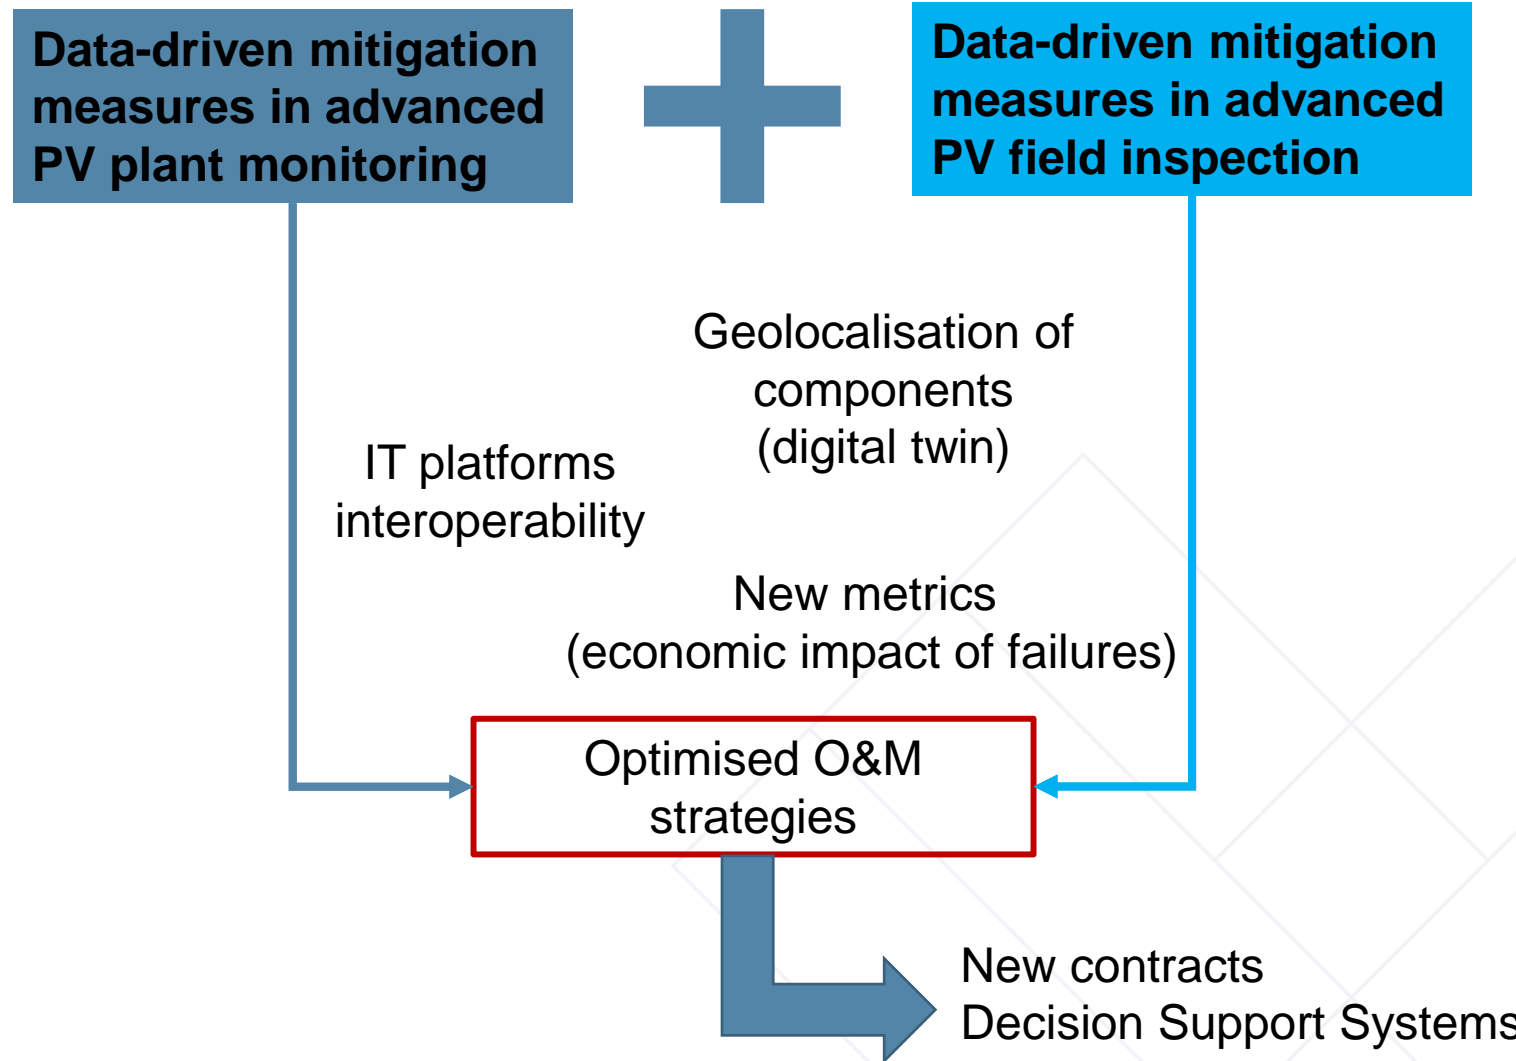 Data-driven mitigation
measures in advanced
PV plant monitoring
Data-driven mitigation
measures in advanced
PV field inspection
Geolocalisation of
components
(digital twin)
IT platforms
interoperability
New metrics
(economic impact of failures)
Optimised O&M
strategies
New contracts
Decision Support Systems